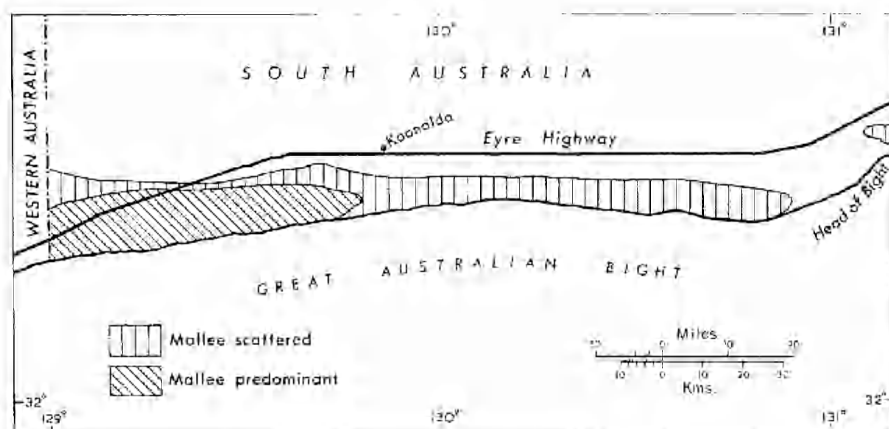 130°
131°
SOUTH AUSTRALIA
WESTERN AUSTRALIA
Koonalda
Eyre Highway
Head of Bight
GREAT AUSTRALIAN BIGHT
Mallee scattered
Mallee predominant
Miles
10 0 10 20
10 0 10 20 30
Kms.
32°
32°
129°
130°
131°